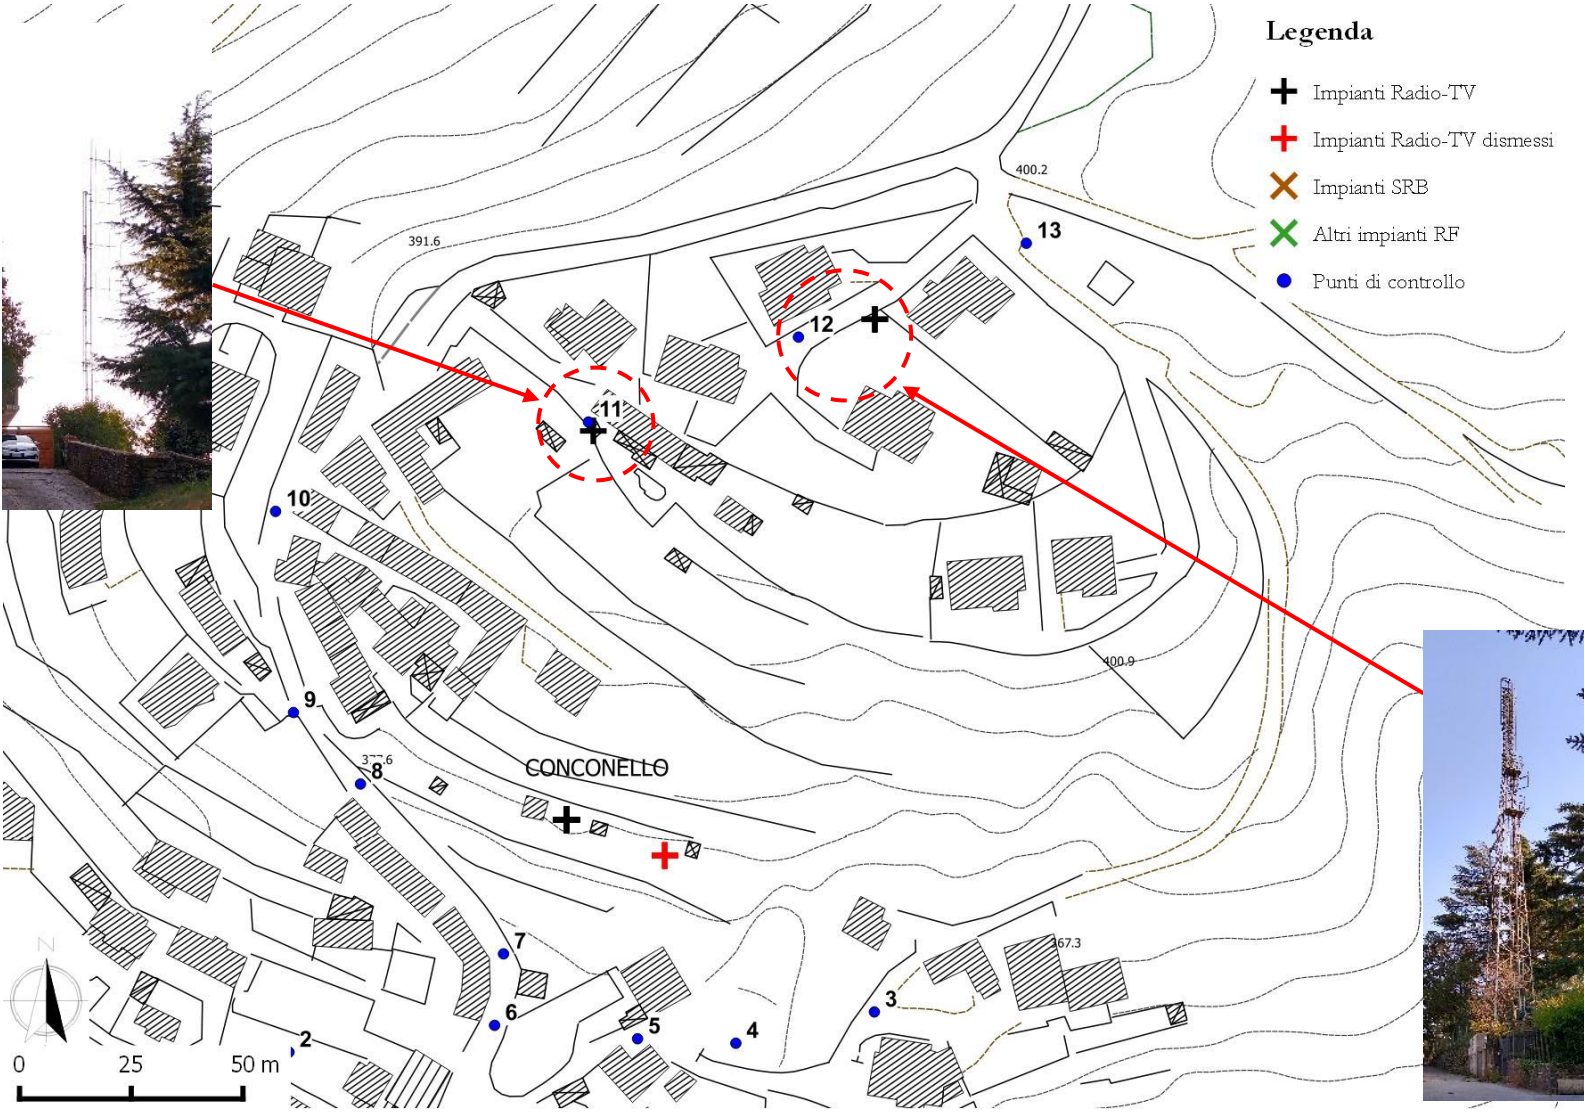 Legenda
Impianti Radio-TV
Impianti Radio-TV dismessi
Impianti SRB
Altri impianti RF
Punti di controllo
400.2
13
391.6
12
11
10
400.9
9
8
CONCONELLO
7
367.3
3
6
5
4
2
N
0 25 50 m